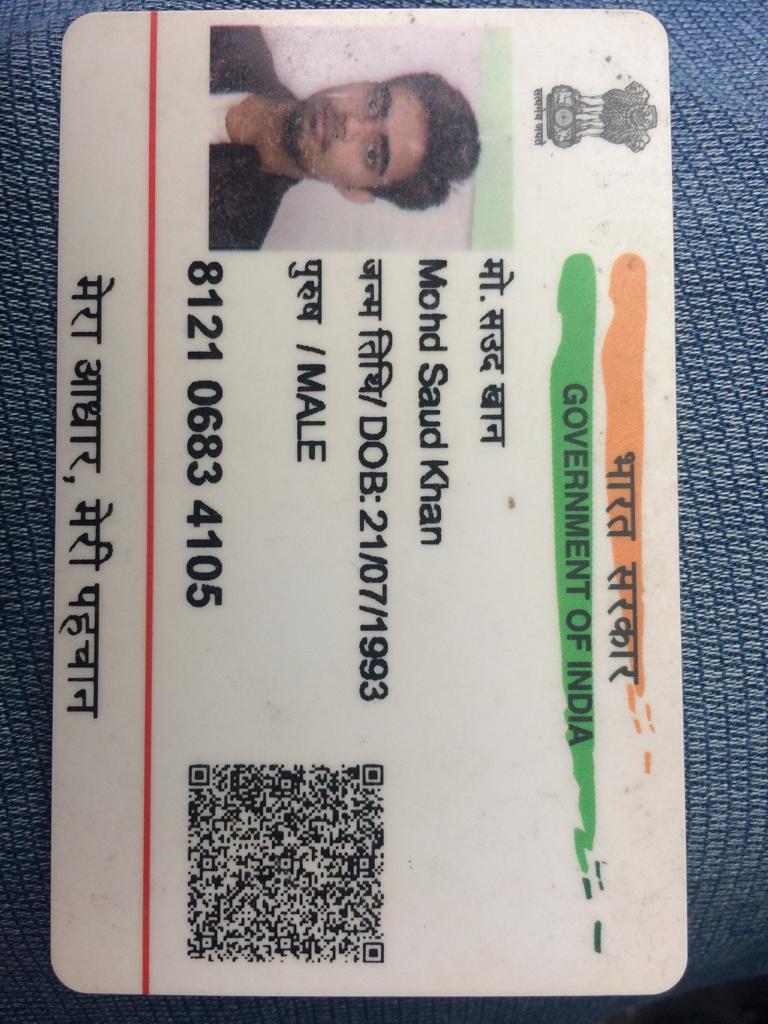 सत्यमेव जयते
भारत सरकार
GOVERNMENT OF INDIA
मो. सउद खान
Mohd Saud Khan
जन्म तिथि/ DOB: 21/07/1993
पुरुष / MALE
8121 0683 4105
मेरा आधार, मेरी पहचान